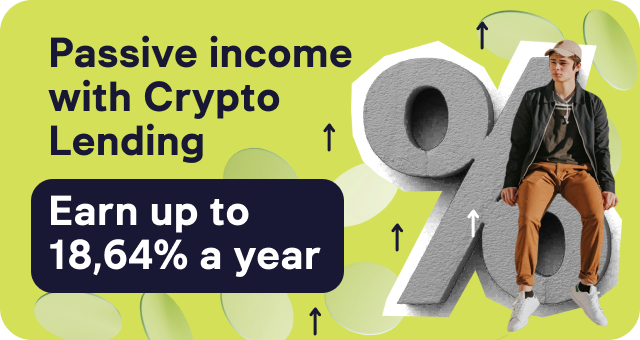 Passive income
with Crypto
Lending
Earn up to
18,64% a year
%